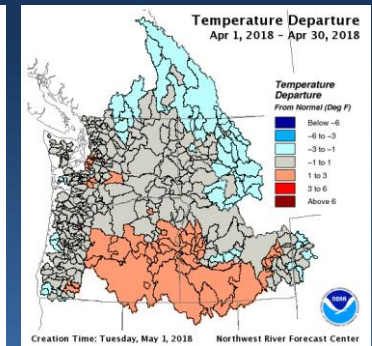 Temperature Departure
Apr 1, 2018 – Apr 30, 2018
Temperature
Departure
From Normal (Deg F)
Below -6
-6 to -3
-3 to -1
-1 to 1
1 to 3
3 to 6
Above 6
NOAA
Creation Time: Tuesday, May 1, 2018 Northwest River Forecast Center